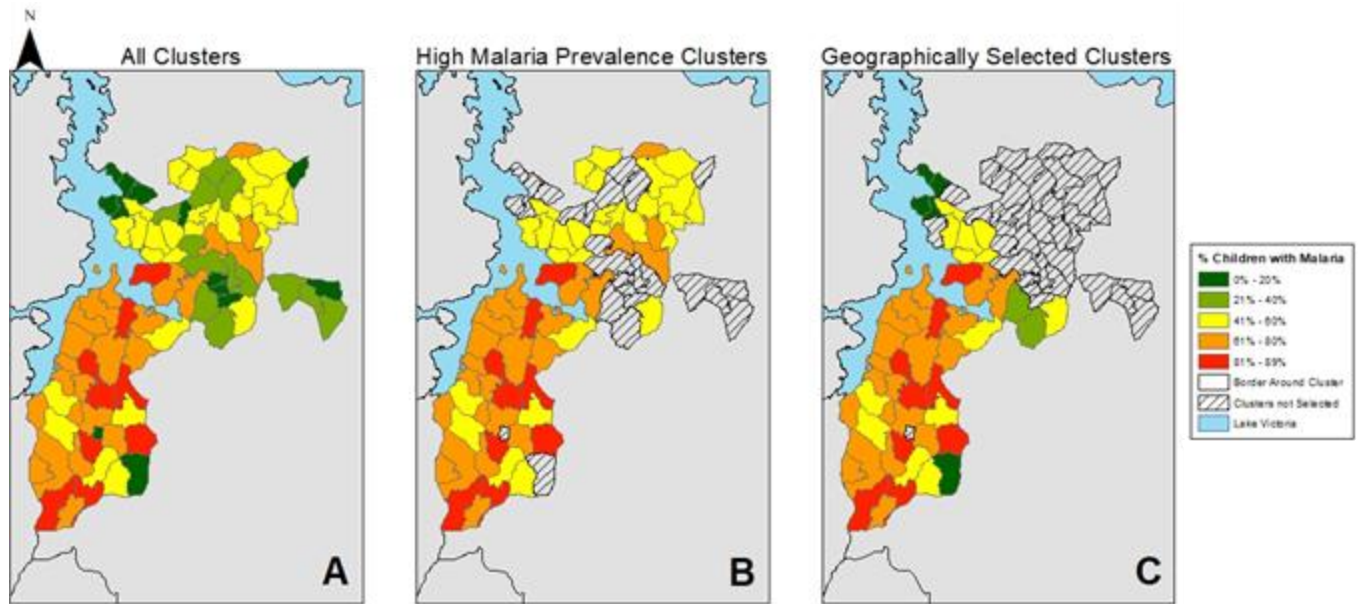 N
All Clusters
High Malaria Prevalence Clusters
Geographically Selected Clusters
% Children with Malaria
0% - 20%
21% - 40%
41% - 60%
61% - 80%
81% - 89%
Border Around Cluster
Clusters not Selected
Lake Victoria
A
B
C